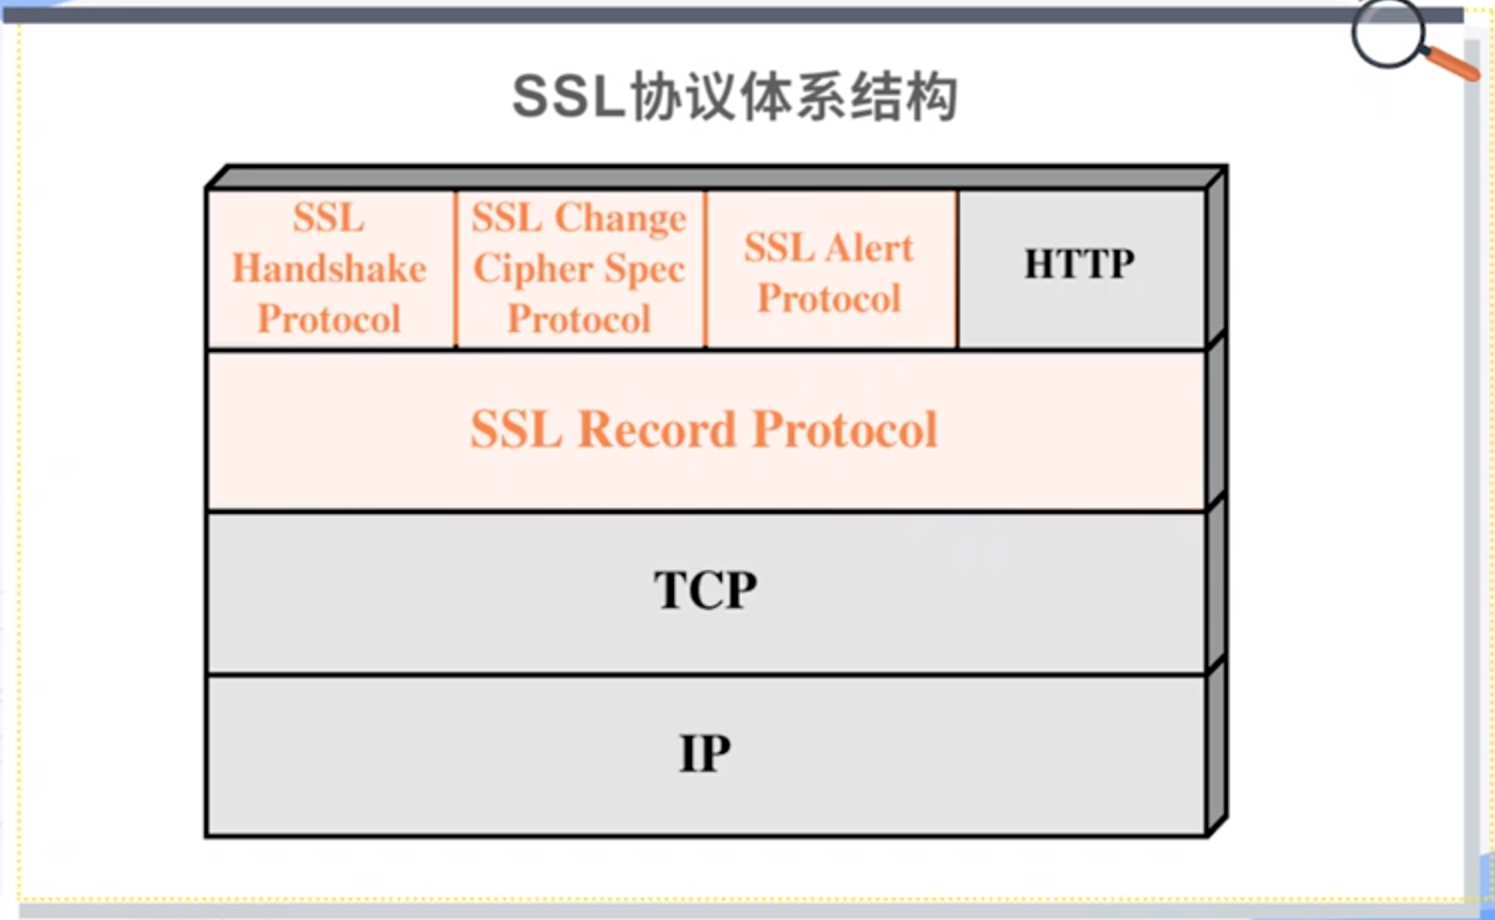 SSL协议体系结构
SSL
Handshake
Protocol
SSL Change
Cipher Spec
Protocol
SSL Alert
Protocol
HTTP
SSL Record Protocol
TCP
IP